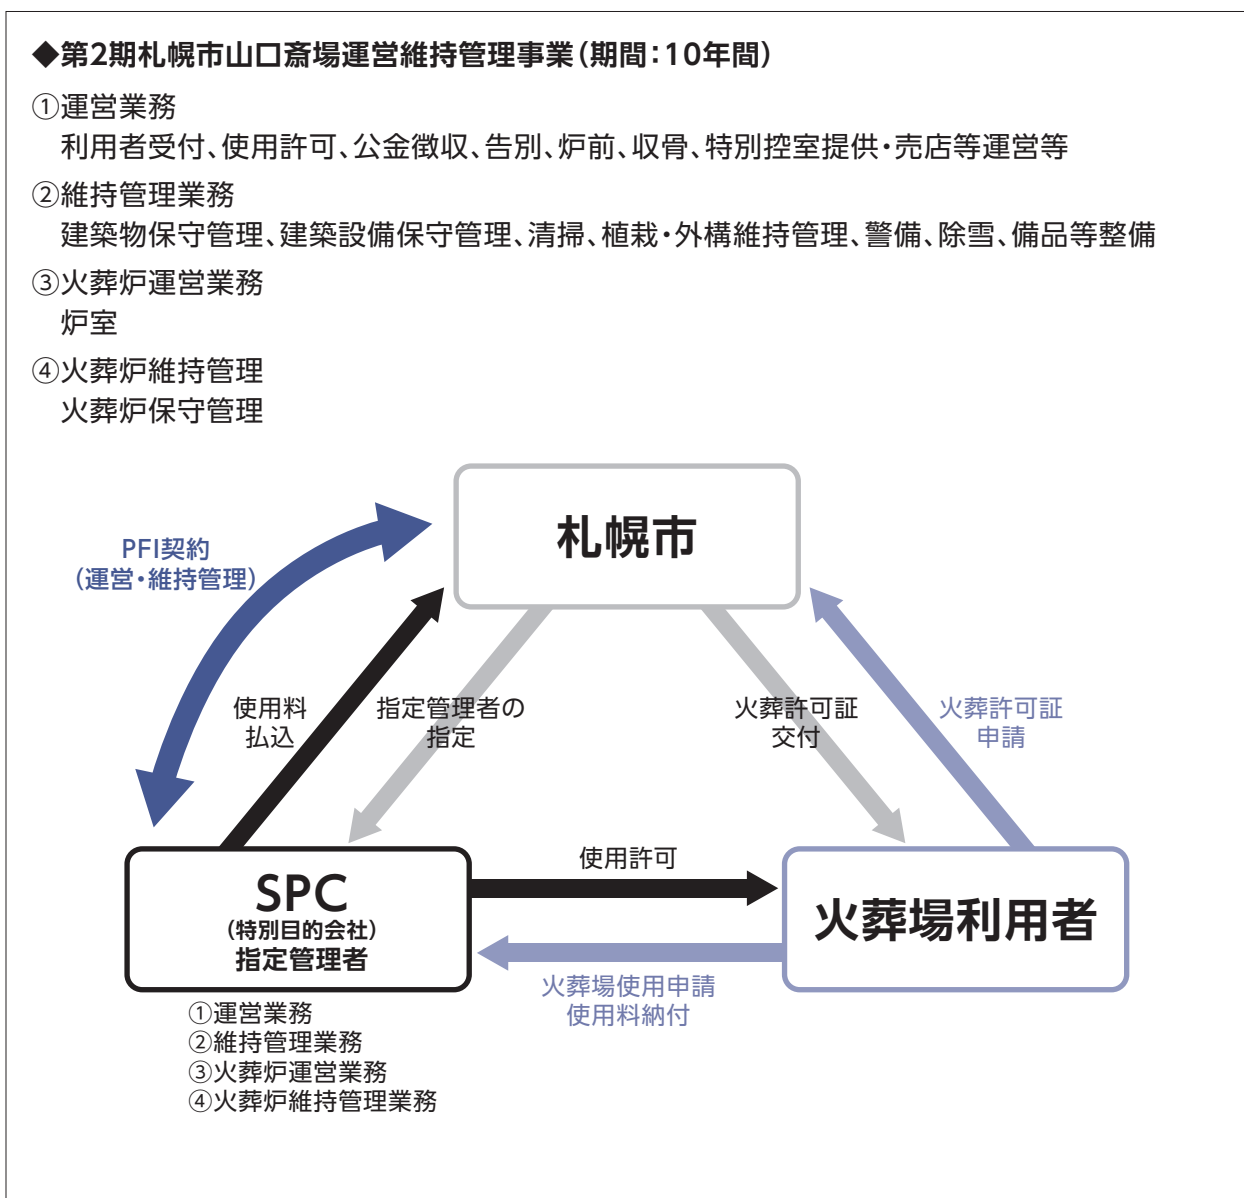 ◆第2期札幌市山口斎場運営維持管理事業(期間:10年間)
①運営業務
利用者受付、使用許可、公金徴収、告別、炉前、収骨、特別控室提供・売店等運営等
②維持管理業務
建築物保守管理、建築設備保守管理、清掃、植栽・外構維持管理、警備、除雪、備品等整備
③火葬炉運営業務
炉室
④火葬炉維持管理
火葬炉保守管理
札幌市
PFI契約
(運営・維持管理)
使用料
払込
指定管理者の
指定
火葬許可証
交付
火葬許可証
申請
SPC
(特別目的会社)
指定管理者
使用許可
火葬場利用者
火葬場使用申請
使用料納付
①運営業務
②維持管理業務
③火葬炉運営業務
④火葬炉維持管理業務